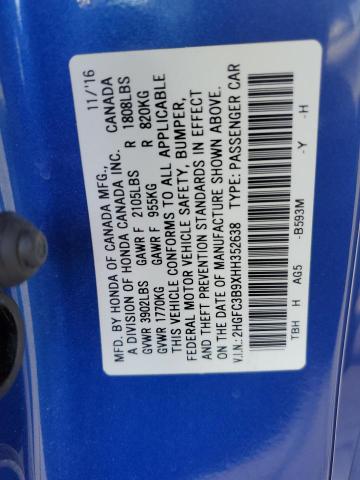 MFD. BY HONDA OF CANADA MFG., 11/'16
A DIVISION OF HONDA CANADA INC. CANADA
GVWR 3902LBS GAWR F 2105LBS R 1808LBS
GVWR 1770KG GAWR F 955KG R 820KG
THIS VEHICLE CONFORMS TO ALL APPLICABLE
FEDERAL MOTOR VEHICLE SAFETY, BUMPER,
AND THEFT PREVENTION STANDARDS IN EFFECT
ON THE DATE OF MANUFACTURE SHOWN ABOVE.
V.I.N.: 2HGFC3B9XHH352638 TYPE: PASSENGER CAR
TBH H AG5 -B593M -Y -H